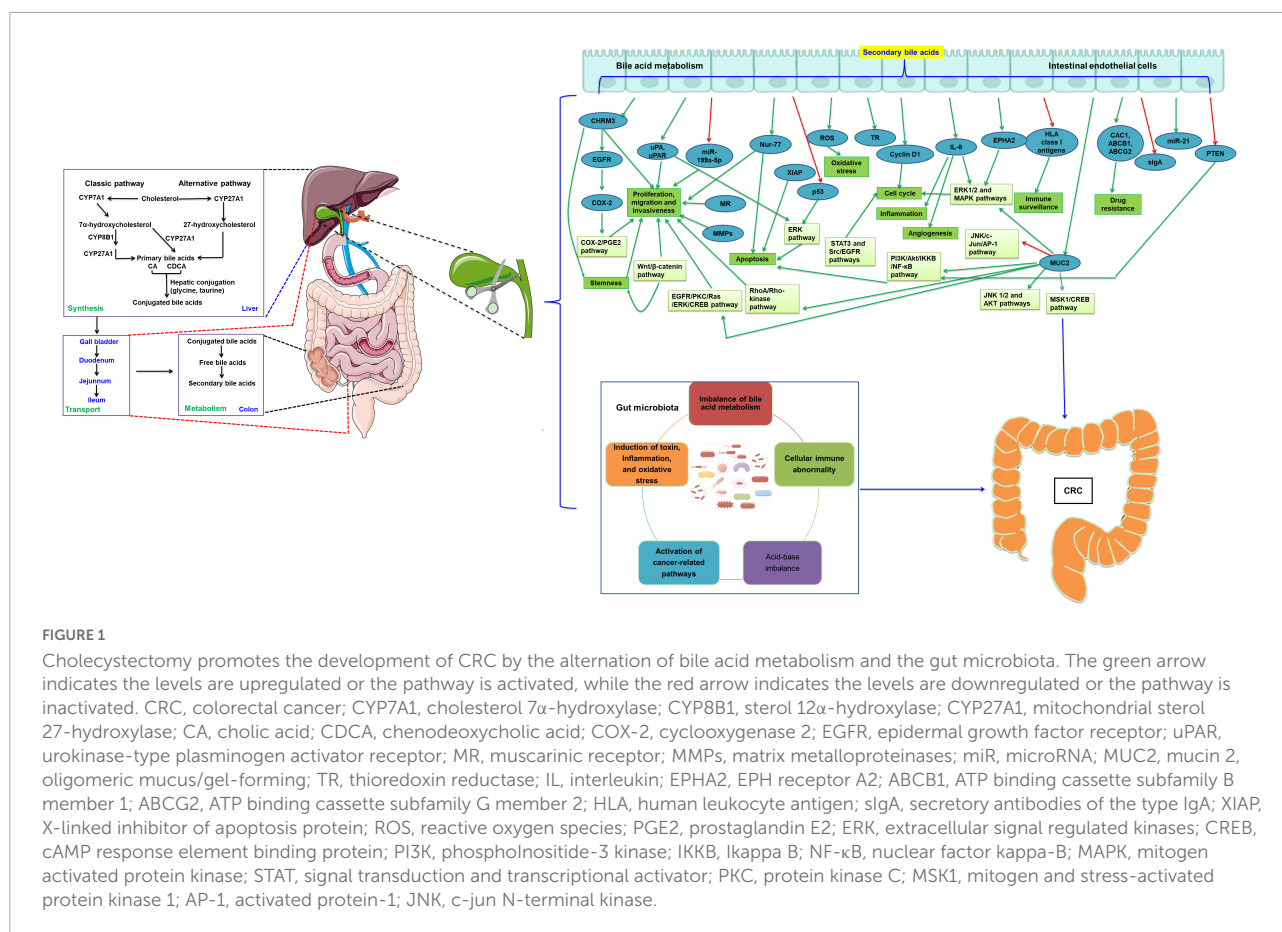 Classic pathway
Alternative pathway
CYP7A1
Cholesterol
CYP27A1
7α-hydroxycholesterol
27-hydroxycholesterol
CYP8B1
CYP27A1
CYP27A1
Primary bile acids
CA CDCA
Hepatic conjugation
(glycine, taurine)
Conjugated bile acids
Synthesis
Liver
Gall bladder
Duodenum
Jejunnum
Ileum
Transport
Conjugated bile acids
Free bile acids
Secondary bile acids
Metabolism
Colon
Secondary bile acids
Bile acid metabolism
Intestinal endothelial cells
CHRM3
EGFR
COX-2
COX-2/PGE2
pathway
Stemness
uPA,
uPAR
miR-
199a-5p
Nur-77
Proliferation,
migration and
invasiveness
MR
MMPs
XIAP
p53
ERK
pathway
Apoptosis
Wnt/β-catenin
pathway
EGFR/PKC/Ras
/ERK/CREB pathway
RhoA/Rho-
kinase
pathway
ROS
Oxidative
stress
TR
Cyclin D1
Cell cycle
Inflammation
Angiogenesis
STAT3 and
Src/EGFR
pathways
IL-8
EPHA2
ERK1/2 and
MAPK pathways
HLA
class I
antigens
Immune
surveillance
JNK/c-
Jun/AP-1
pathway
PI3K/Akt/IKKB
/NF-κB
pathway
MUC2
JNK 1/2 and
AKT pathways
MSK1/CREB
pathway
CAC1,
ABCB1,
ABCG2
Drug
resistance
sIgA
miR-21
PTEN
Gut microbiota
Imbalance of bile
acid metabolism
Induction of toxin,
Inflammation,
and oxidative
stress
Cellular immune
abnormality
Activation of
cancer-related
pathways
Acid-base
imbalance
CRC
FIGURE 1
Cholecystectomy promotes the development of CRC by the alternation of bile acid metabolism and the gut microbiota. The green arrow
indicates the levels are upregulated or the pathway is activated, while the red arrow indicates the levels are downregulated or the pathway is
inactivated. CRC, colorectal cancer; CYP7A1, cholesterol 7α-hydroxylase; CYP8B1, sterol 12α-hydroxylase; CYP27A1, mitochondrial sterol
27-hydroxylase; CA, cholic acid; CDCA, chenodeoxycholic acid; COX-2, cyclooxygenase 2; EGFR, epidermal growth factor receptor; uPAR,
urokinase-type plasminogen activator receptor; MR, muscarinic receptor; MMPs, matrix metalloproteinases; miR, microRNA; MUC2, mucin 2,
oligomeric mucus/gel-forming; TR, thioredoxin reductase; IL, interleukin; EPHA2, EPH receptor A2; ABCB1, ATP binding cassette subfamily B
member 1; ABCG2, ATP binding cassette subfamily G member 2; HLA, human leukocyte antigen; sIgA, secretory antibodies of the type IgA; XIAP,
X-linked inhibitor of apoptosis protein; ROS, reactive oxygen species; PGE2, prostaglandin E2; ERK, extracellular signal regulated kinases; CREB,
cAMP response element binding protein; PI3K, phosphoInositide-3 kinase; IKKB, Ikappa B; NF-κB, nuclear factor kappa-B; MAPK, mitogen
activated protein kinase; STAT, signal transduction and transcriptional activator; PKC, protein kinase C; MSK1, mitogen and stress-activated
protein kinase 1; AP-1, activated protein-1; JNK, c-jun N-terminal kinase.